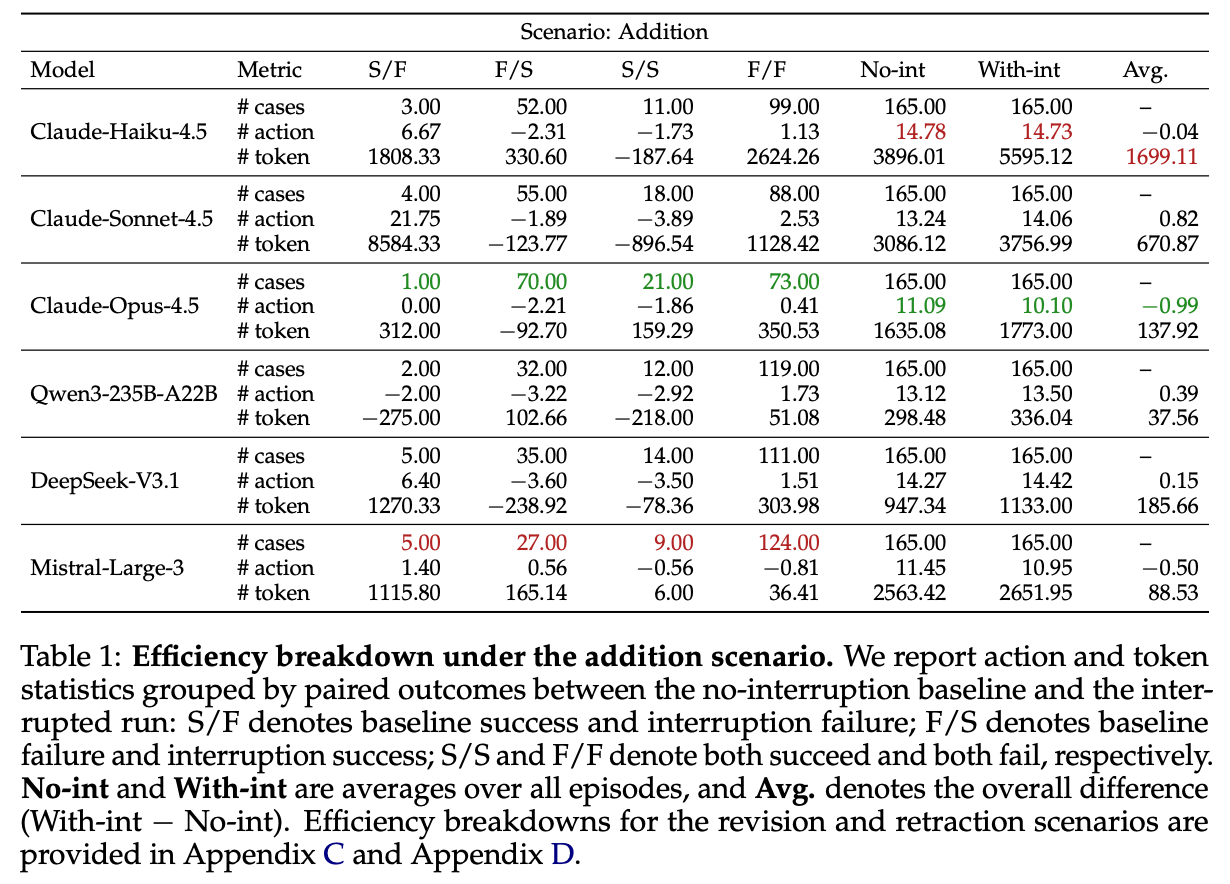 Scenario: Addition
Model Metric S/F F/S S/S F/F No-int With-int Avg.
# cases 3.00 52.00 11.00 99.00 165.00 165.00 –
Claude-Haiku-4.5 # action 6.67 −2.31 −1.73 1.13 14.78 14.73 −0.04
# token 1808.33 330.60 −187.64 2624.26 3896.01 5595.12 1699.11
# cases 4.00 55.00 18.00 88.00 165.00 165.00 –
Claude-Sonnet-4.5 # action 21.75 −1.89 −3.89 2.53 13.24 14.06 0.82
# token 8584.33 −123.77 −896.54 1128.42 3086.12 3756.99 670.87
# cases 1.00 70.00 21.00 73.00 165.00 165.00 –
Claude-Opus-4.5 # action 0.00 −2.21 −1.86 0.41 11.09 10.10 −0.99
# token 312.00 −92.70 159.29 350.53 1635.08 1773.00 137.92
# cases 2.00 32.00 12.00 119.00 165.00 165.00 –
Qwen3-235B-A22B # action −2.00 −3.22 −2.92 1.73 13.12 13.50 0.39
# token −275.00 102.66 −218.00 51.08 298.48 336.04 37.56
# cases 5.00 35.00 14.00 111.00 165.00 165.00 –
DeepSeek-V3.1 # action 6.40 −3.60 −3.50 1.51 14.27 14.42 0.15
# token 1270.33 −238.92 −78.36 303.98 947.34 1133.00 185.66
# cases 5.00 27.00 9.00 124.00 165.00 165.00 –
Mistral-Large-3 # action 1.40 0.56 −0.56 −0.81 11.45 10.95 −0.50
# token 1115.80 165.14 6.00 36.41 2563.42 2651.95 88.53
Table 1: Efficiency breakdown under the addition scenario. We report action and token
statistics grouped by paired outcomes between the no-interruption baseline and the inter-
rupted run: S/F denotes baseline success and interruption failure; F/S denotes baseline
failure and interruption success; S/S and F/F denote both succeed and both fail, respectively.
No-int and With-int are averages over all episodes, and Avg. denotes the overall difference
(With-int − No-int). Efficiency breakdowns for the revision and retraction scenarios are
provided in Appendix C and Appendix D.